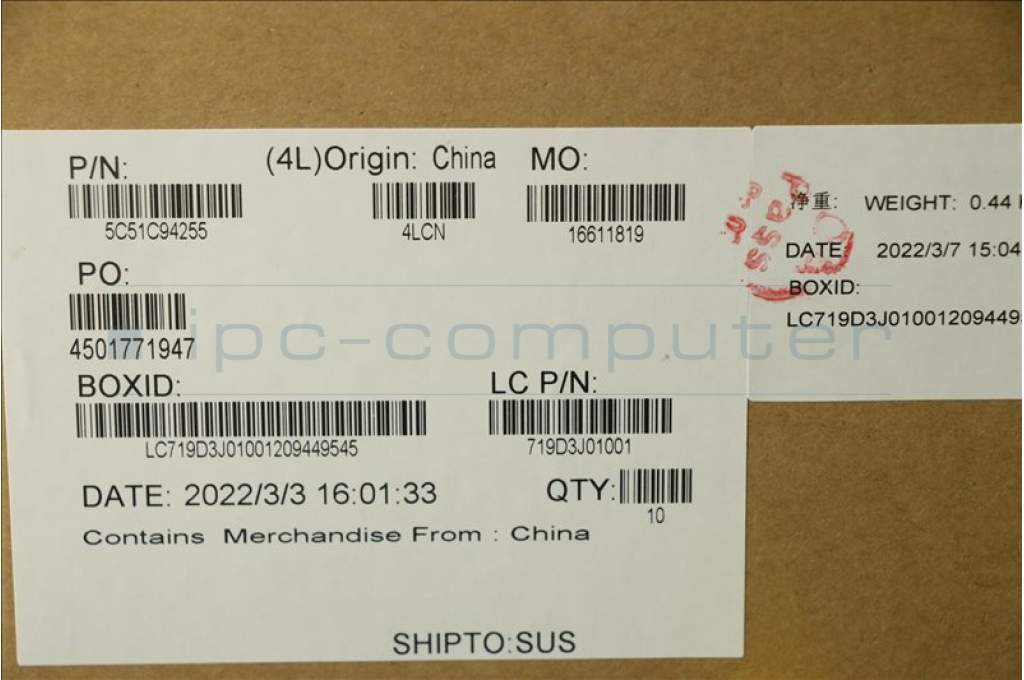 P/N: (4L)Origin: China MO:
5C51C94255 4LCN 16611819
PO:
4501771947
BOXID: LC P/N:
LC719D3J01001209449545 719D3J01001
DATE: 2022/3/3 16:01:33 QTY:
10
Contains Merchandise From : China
SHIPTO:SUS
净重: WEIGHT: 0.44
DATE: 2022/3/7 15:04
BOXID:
LC719D3J01001209449
ipc-computer